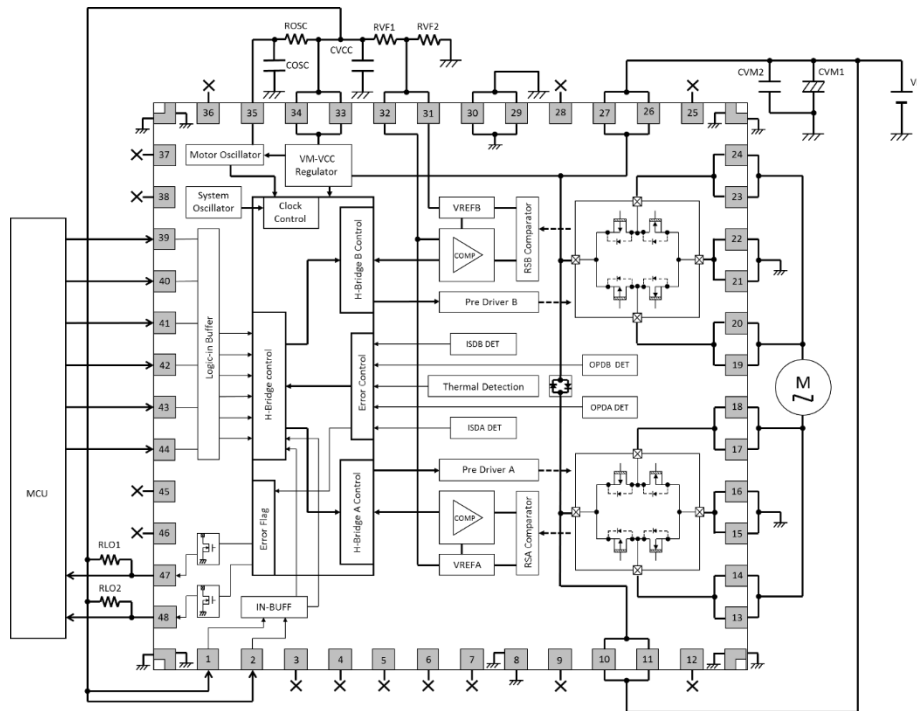 ROSC
RVF1
RVF2
CVCC
COSC
CVM2
CVM1
V
36
35
34
33
32
31
30
29
28
27
26
25
37
Motor Oscillator
VM-VCC
Regulator
24
38
System
Oscillator
Clock
Control
VREFB
23
39
H-Bridge B Control
COMP
RSB Comparator
22
40
21
Pre Driver B
41
Logic-in Buffer
H-Bridge control
ISDB DET
20
42
Error Control
OPDB DET
19
Thermal Detection
M
43
OPDA DET
18
44
ISDA DET
17
MCU
Pre Driver A
45
Error Flag
H-Bridge A Control
COMP
RSA Comparator
16
46
15
RLO1
VREFA
47
14
RLO2
IN-BUFF
48
13
1
2
3
4
5
6
7
8
9
10
11
12